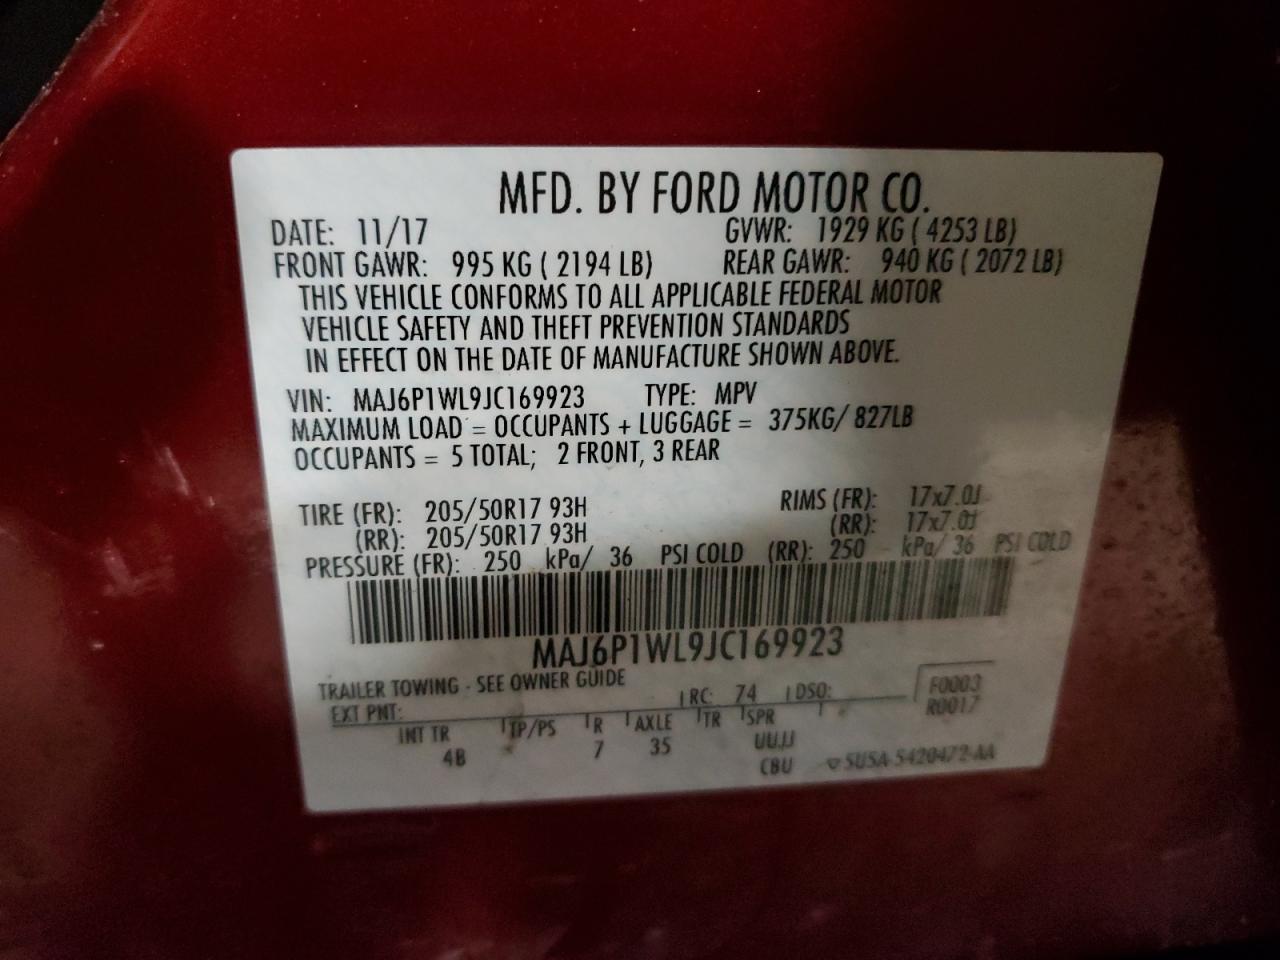 MFD. BY FORD MOTOR CO.
DATE: 11/17 GVWR: 1929 KG ( 4253 LB)
FRONT GAWR: 995 KG ( 2194 LB) REAR GAWR: 940 KG ( 2072 LB)
THIS VEHICLE CONFORMS TO ALL APPLICABLE FEDERAL MOTOR
VEHICLE SAFETY AND THEFT PREVENTION STANDARDS
IN EFFECT ON THE DATE OF MANUFACTURE SHOWN ABOVE.
VIN: MAJ6P1WL9JC169923 TYPE: MPV
MAXIMUM LOAD = OCCUPANTS + LUGGAGE = 375KG/ 827LB
OCCUPANTS = 5 TOTAL; 2 FRONT, 3 REAR
TIRE (FR): 205/50R17 93H RIMS (FR): 17x7.0J
(RR): 205/50R17 93H (RR): 17x7.0J
PRESSURE (FR): 250 kPa/ 36 PSI COLD (RR): 250 kPa/ 36 PSI COLD
MAJ6P1WL9JC169923
TRAILER TOWING - SEE OWNER GUIDE
EXT PNT: RC: 74 DSO: F0003
R0017
INT TR TP/PS R AXLE TR SPR
4B 7 35 UUJJ
CBU 5U5A-5420472-AA